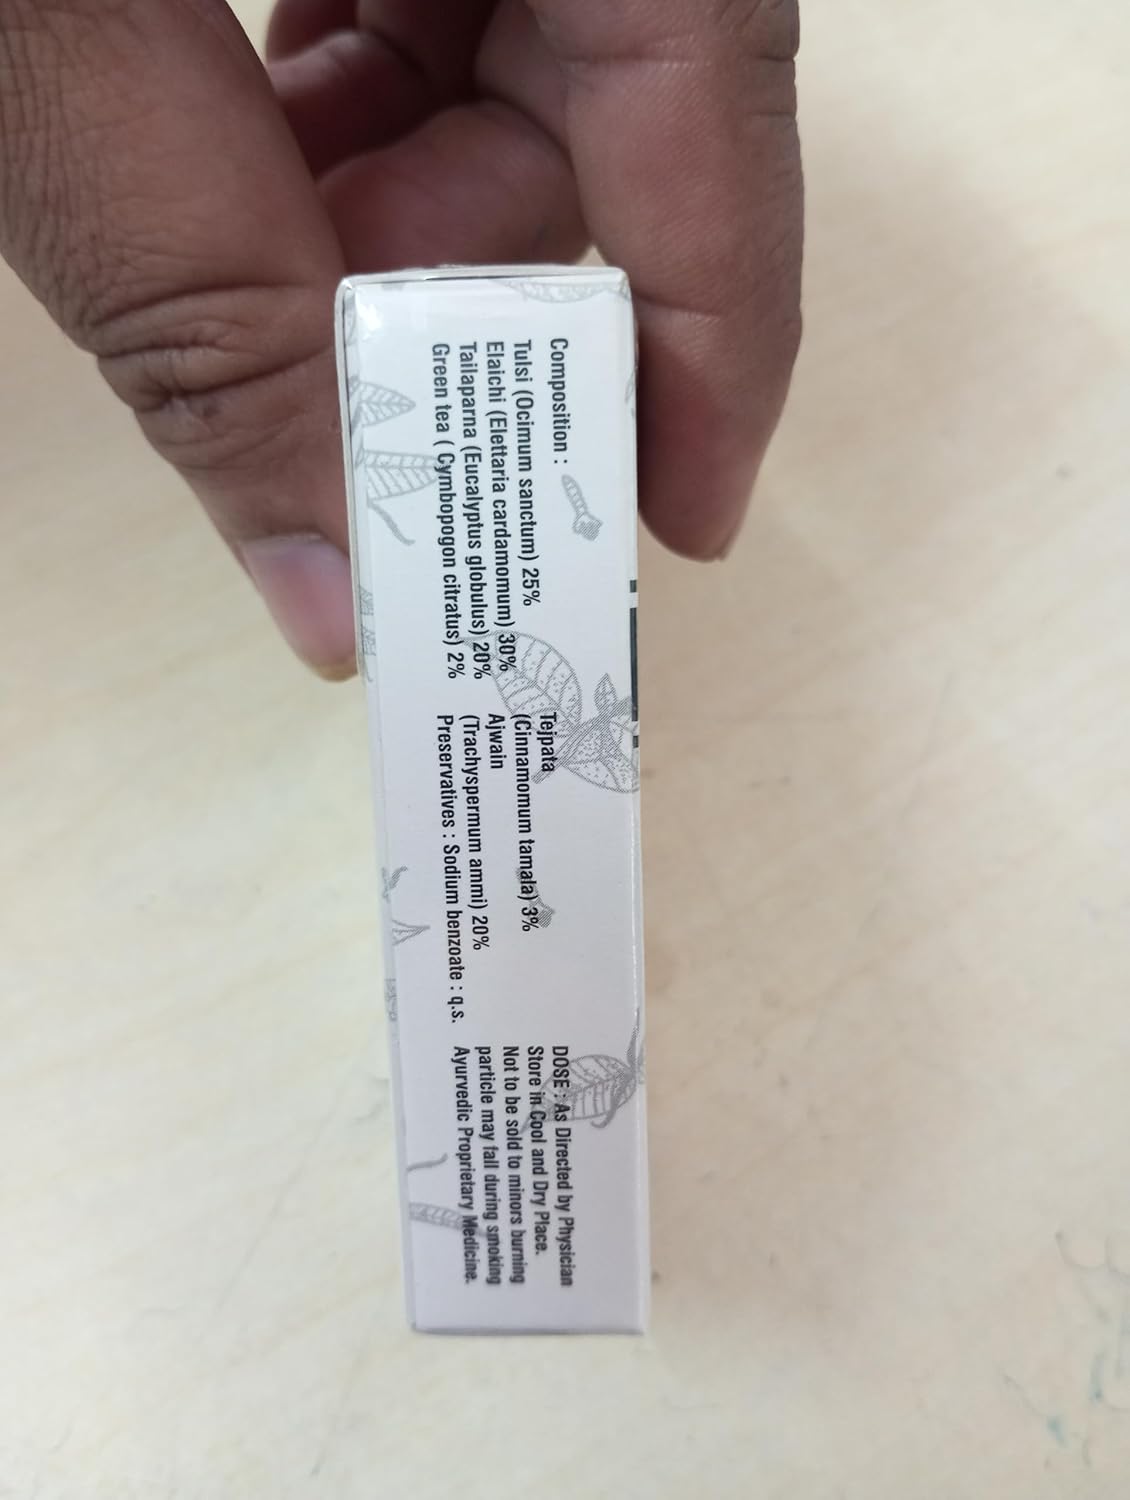 Composition :
Tulsi (Ocimum sanctum) 25%
Elaichi (Elettaria cardamomum) 30%
Tailaparna (Eucalyptus globulus) 20%
Green tea ( Cymbopogon citratus) 2%
Tejpata
(Cinnamomum tamala) 3%
Ajwain
(Trachyspermum ammi) 20%
Preservatives : Sodium benzoate : q.s.
DOSE : As Directed by Physician
Store in Cool and Dry Place.
Not to be sold to minors burning
particle may fall during smoking
Ayurvedic Proprietary Medicine.